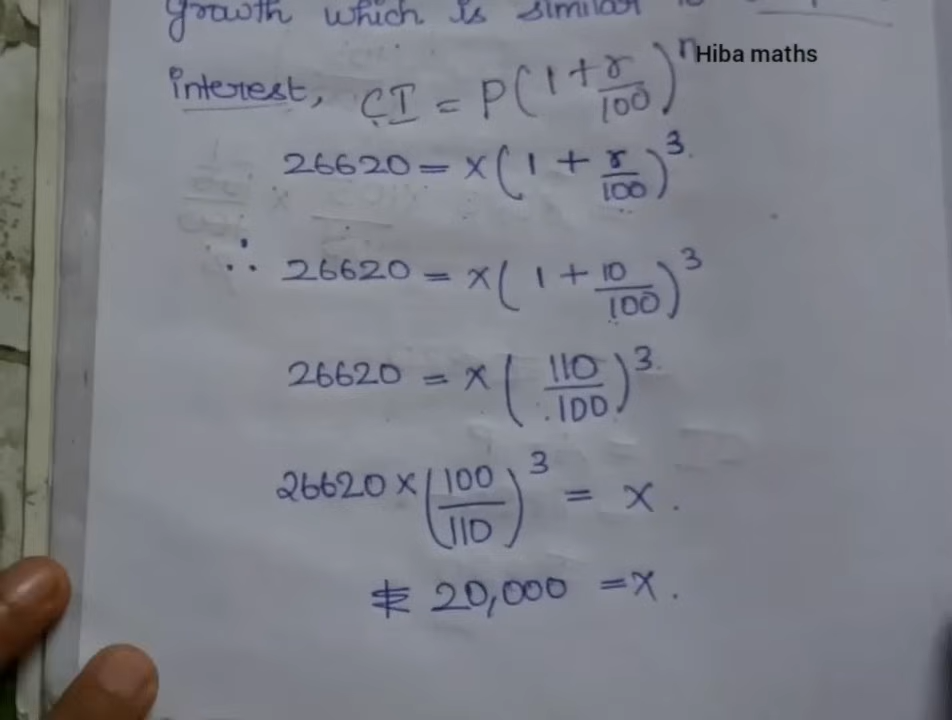 growth which is similar
Hiba maths
interest, CI = P(1 + r/100)^n
26620 = x(1 + r/100)^3.
∴ 26620 = x(1 + 10/100)^3
26620 = x(110/100)^3.
26620 × (100/110)^3 = x.
20,000 = x.